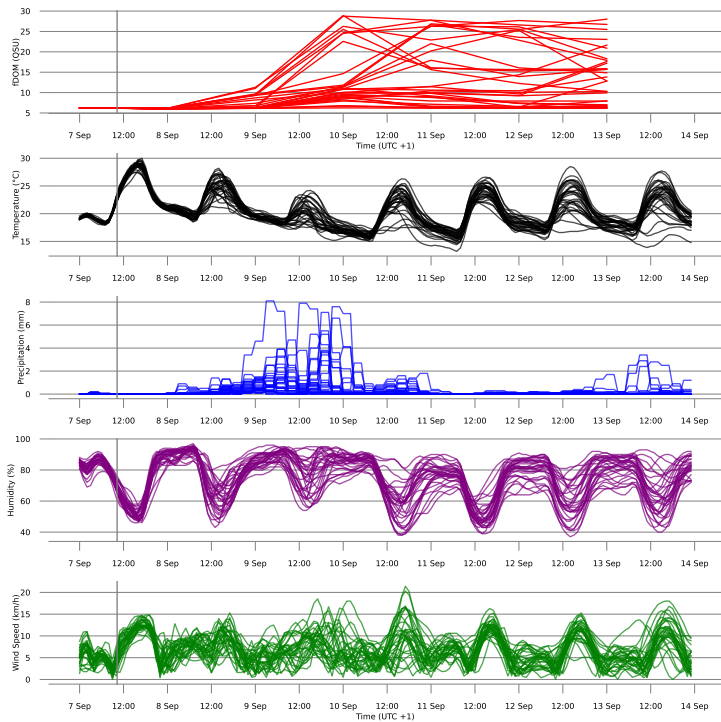 30
25
20
15
10
5
fDOM (QSU)
7 Sep 12:00 8 Sep 12:00 9 Sep 12:00 10 Sep 12:00 11 Sep 12:00 12 Sep 12:00 13 Sep 12:00 14 Sep
Time (UTC +1)
30
25
20
15
Temperature (°C)
7 Sep 12:00 8 Sep 12:00 9 Sep 12:00 10 Sep 12:00 11 Sep 12:00 12 Sep 12:00 13 Sep 12:00 14 Sep
8
6
4
2
0
Precipitation (mm)
7 Sep 12:00 8 Sep 12:00 9 Sep 12:00 10 Sep 12:00 11 Sep 12:00 12 Sep 12:00 13 Sep 12:00 14 Sep
100
80
60
40
Humidity (%)
7 Sep 12:00 8 Sep 12:00 9 Sep 12:00 10 Sep 12:00 11 Sep 12:00 12 Sep 12:00 13 Sep 12:00 14 Sep
20
15
10
5
0
Wind Speed (km/h)
7 Sep 12:00 8 Sep 12:00 9 Sep 12:00 10 Sep 12:00 11 Sep 12:00 12 Sep 12:00 13 Sep 12:00 14 Sep
Time (UTC +1)